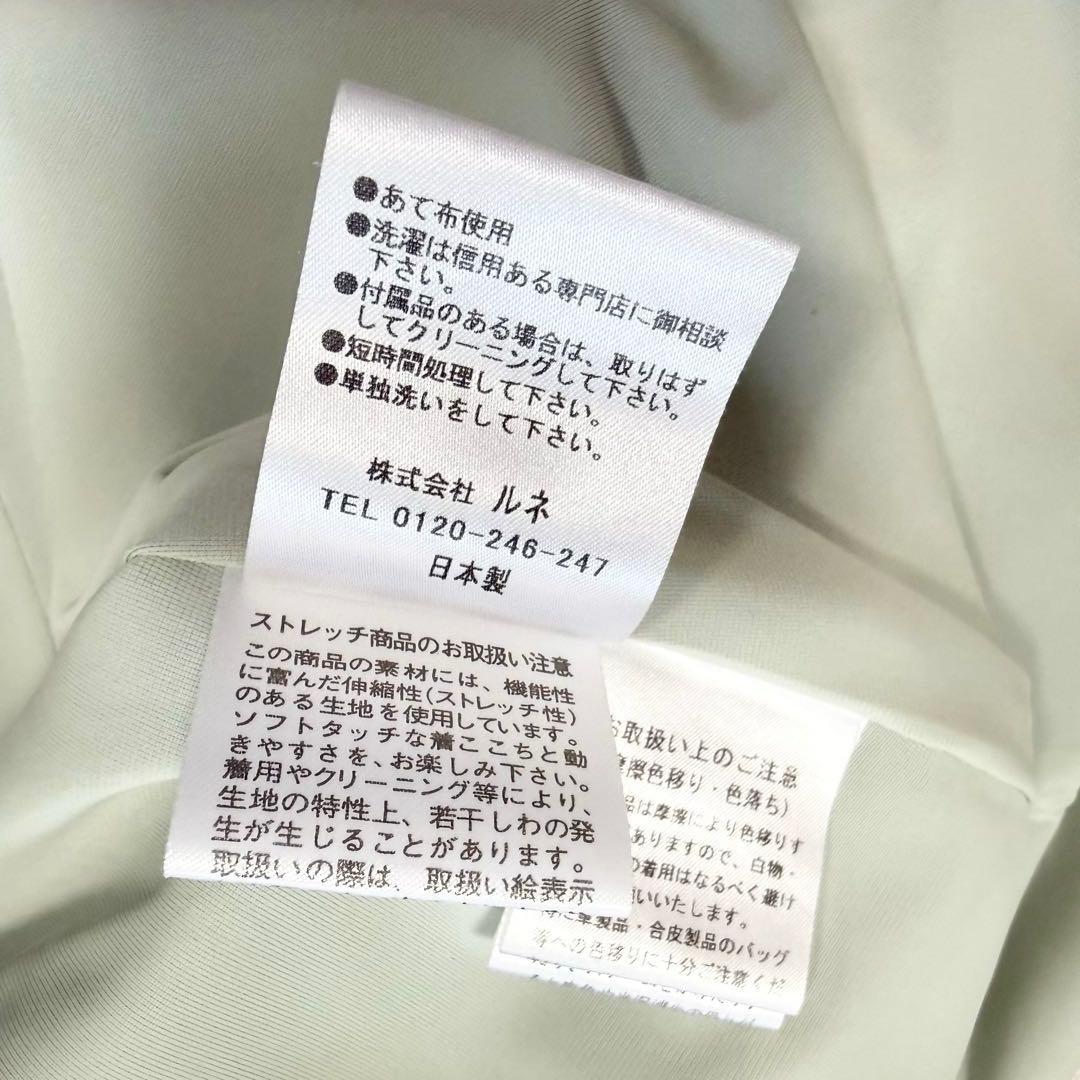 ●あて布使用
●洗濯は信用ある専門店に御相談
下さい。
●付属品のある場合は、取りはず
してクリーニングして下さい。
●短時間処理して下さい。
●単独洗いをして下さい。
株式会社 ルネ
TEL 0120-246-247
日本製
ストレッチ商品のお取扱い注意
この商品の素材には、機能性
に富んだ伸縮性(ストレッチ性)
のある生地を使用しています。
ソフトタッチな着ここちと動
きやすさを、お楽しみ下さい。
着用やクリーニング等により、
生地の特性上、若干しわの発
生が生じることがあります。
取扱いの際は、取扱い絵表示
お取扱い上のご注意
摩擦色移り・色落ち)
品は摩擦により色移りす
ありますので、白物・
の着用はなるべく避け
いいたします。
特に革製品・合皮製品のバッグ
等への色移りに十分ご注意くだ